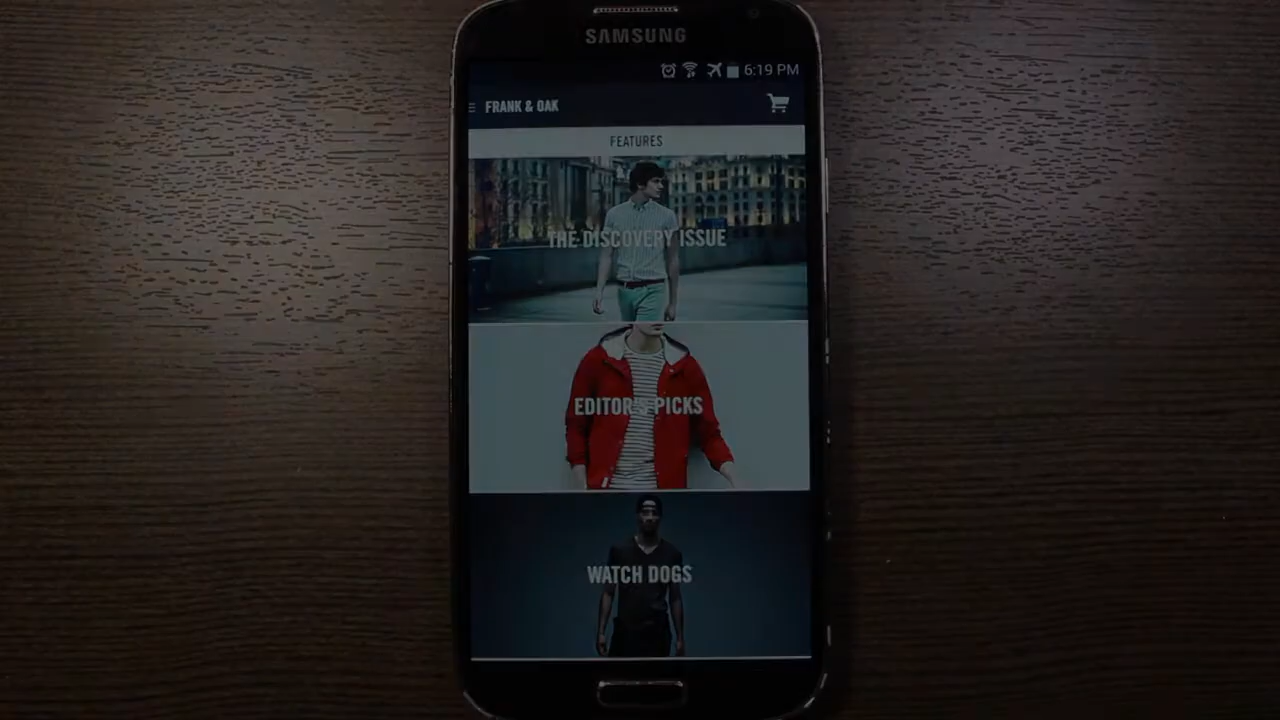 SAMSUNG
6:19 PM
FRANK & OAK
FEATURES
THE DISCOVERY ISSUE
EDITOR'S PICKS
WATCH DOGS